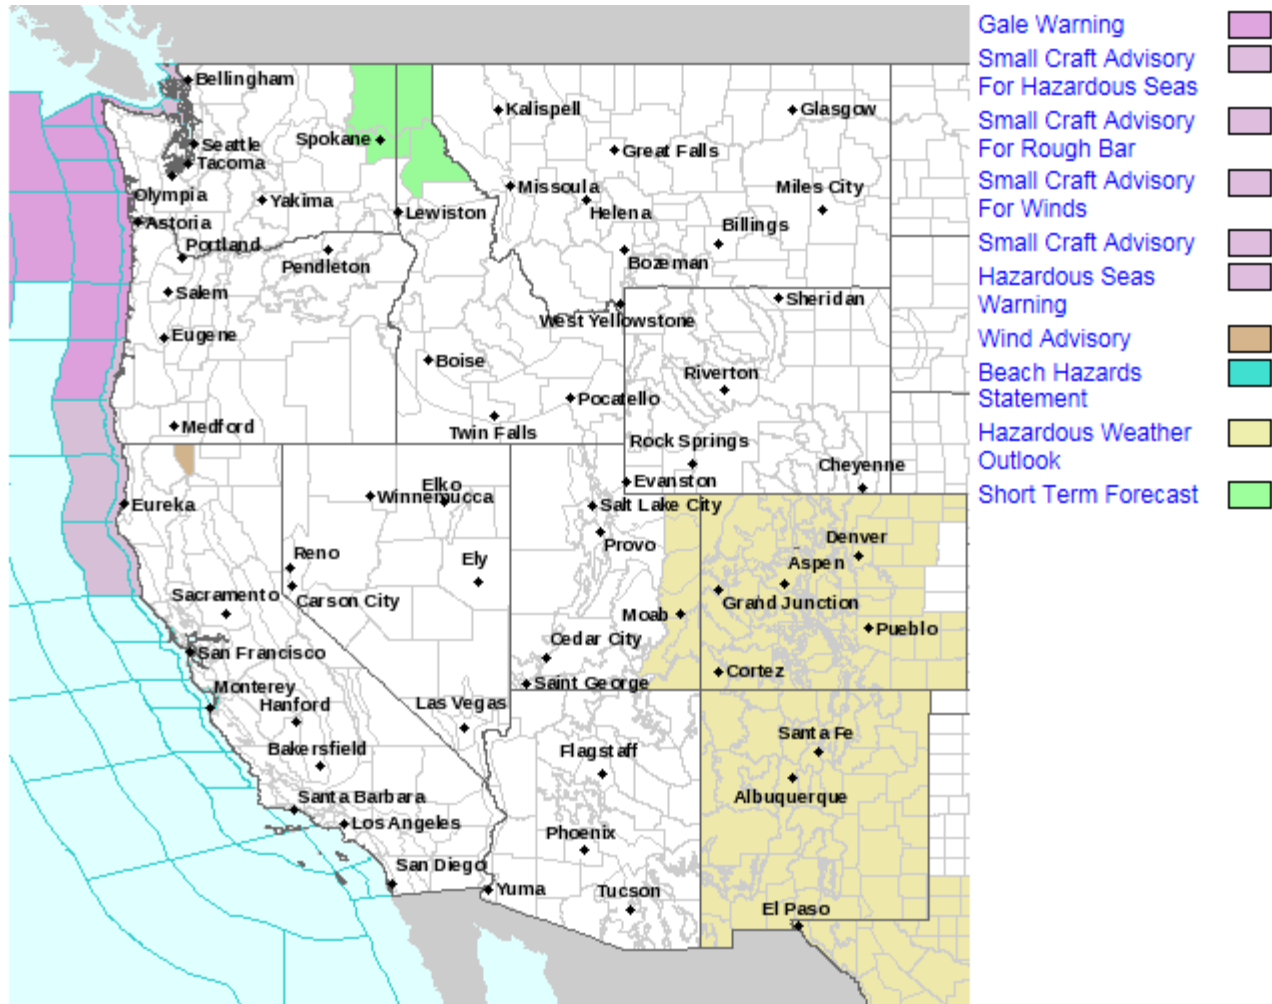 Bellingham
Seattle
Tacoma
Olympia
Astoria
Portland
Salem
Eugene
Medford
Spokane
Yakima
Pendleton
Lewiston
Kalispell
Missoula
Great Falls
Helena
Glasgow
Miles City
Billings
Bozeman
West Yellowstone
Sheridan
Boise
Pocatello
Twin Falls
Riverton
Rock Springs
Cheyenne
Evanston
Eureka
Winnemucca
Elko
Salt Lake City
Provo
Reno
Ely
Carson City
Sacramento
San Francisco
Monterey
Hanford
Bakersfield
Santa Barbara
Los Angeles
San Diego
Las Vegas
Cedar City
Saint George
Moab
Denver
Aspen
Grand Junction
Pueblo
Cortez
Flagstaff
Phoenix
Yuma
Tucson
Santa Fe
Albuquerque
El Paso
Gale Warning
Small Craft Advisory
For Hazardous Seas
Small Craft Advisory
For Rough Bar
Small Craft Advisory
For Winds
Small Craft Advisory
Hazardous Seas
Warning
Wind Advisory
Beach Hazards
Statement
Hazardous Weather
Outlook
Short Term Forecast